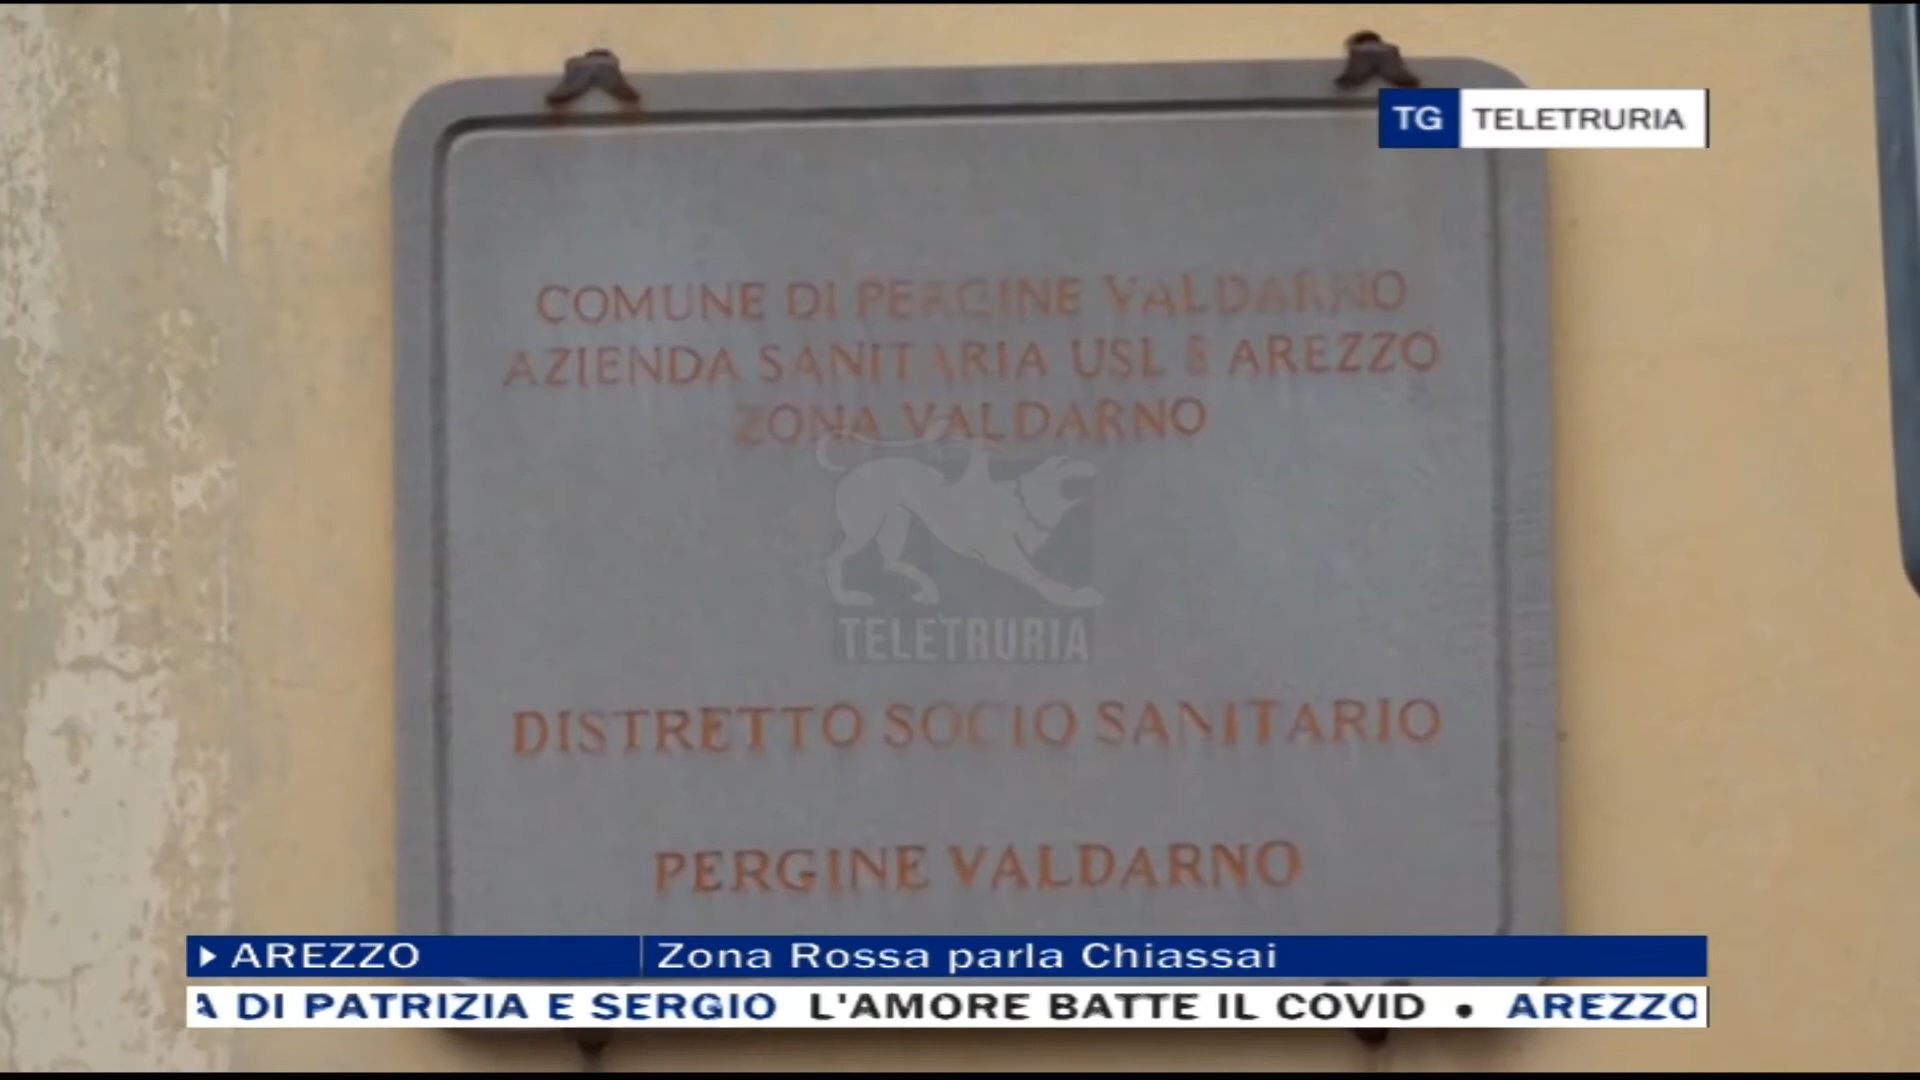 TG TELETRURIA
COMUNE DI PERGINE VALDARNO
AZIENDA SANITARIA USL 8 AREZZO
ZONA VALDARNO
TELETRURIA
DISTRETTO SOCIO SANITARIO
PERGINE VALDARNO
AREZZO Zona Rossa parla Chiassai
A DI PATRIZIA E SERGIO L'AMORE BATTE IL COVID • AREZZO